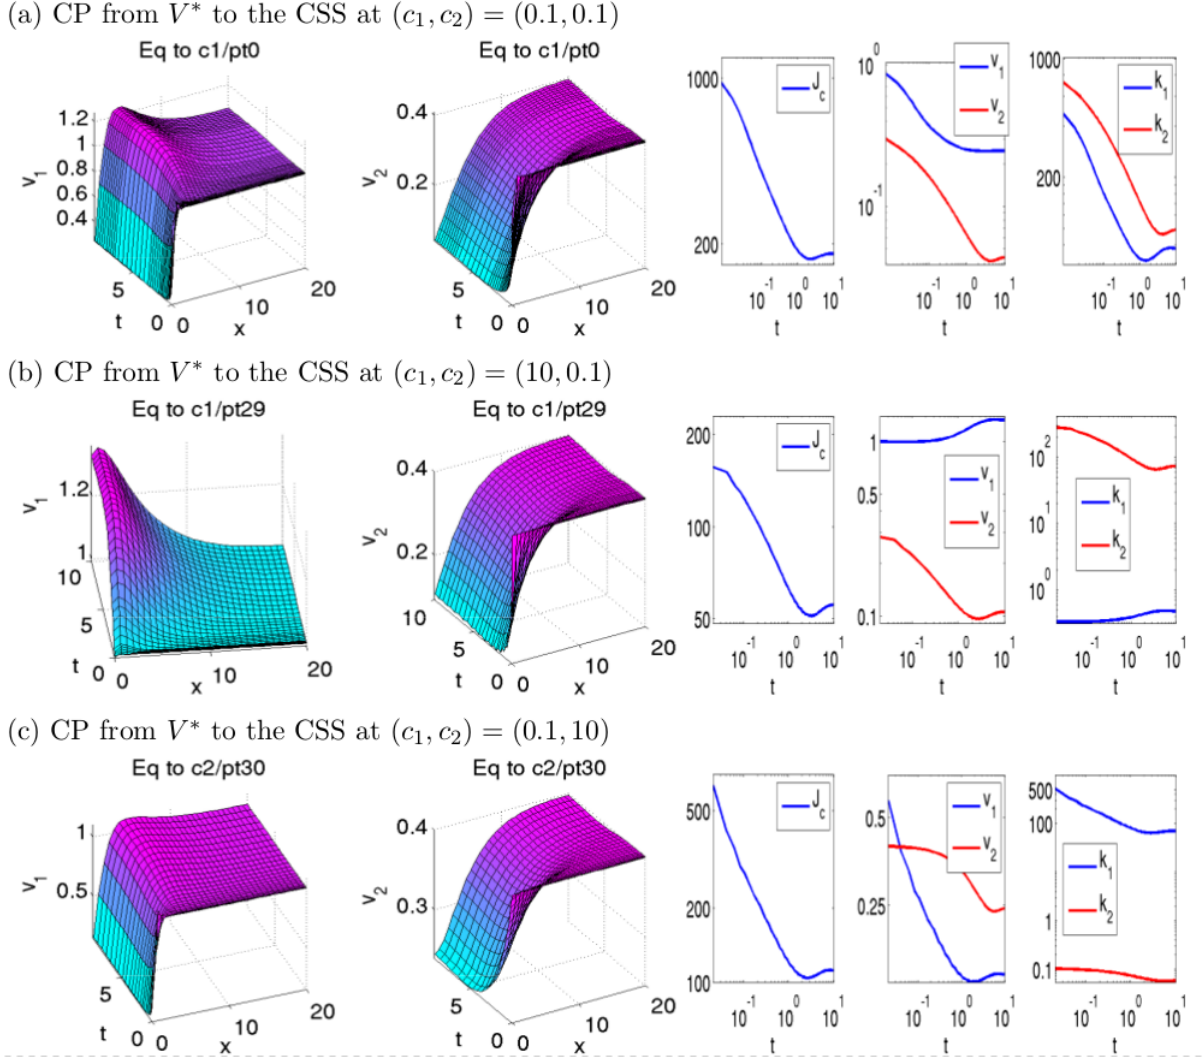 (a) CP from V* to the CSS at (c₁, c₂) = (0.1, 0.1)
Eq to c1/pt0
1.2
1
0.8
0.6
0.4
v₁
5
0
t
0
10
20
x
Eq to c1/pt0
0.4
0.2
v₂
5
0
t
0
10
20
x
1000
200
J_c
10⁻¹ 10⁰ 10¹
t
10⁰
10⁻¹
v₁
v₂
10⁻¹ 10⁰ 10¹
t
1000
200
k₁
k₂
10⁻¹ 10⁰ 10¹
t
(b) CP from V* to the CSS at (c₁, c₂) = (10, 0.1)
Eq to c1/pt29
1.2
1
v₁
10
5
0
t
0
10
20
x
Eq to c1/pt29
0.4
0.2
v₂
10
5
0
t
0
10
20
x
200
100
50
J_c
10⁻¹ 10⁰ 10¹
t
1
0.5
0.1
v₁
v₂
10⁻¹ 10⁰ 10¹
t
10²
10¹
10⁰
k₁
k₂
10⁻¹ 10⁰ 10¹
t
(c) CP from V* to the CSS at (c₁, c₂) = (0.1, 10)
Eq to c2/pt30
1
0.5
v₁
5
0
t
0
10
20
x
Eq to c2/pt30
0.4
0.3
v₂
5
0
t
0
10
20
x
500
200
100
J_c
10⁻¹ 10⁰ 10¹
t
0.5
0.25
v₁
v₂
10⁻¹ 10⁰ 10¹
t
500
100
1
0.1
k₁
k₂
10⁻¹ 10⁰ 10¹
t